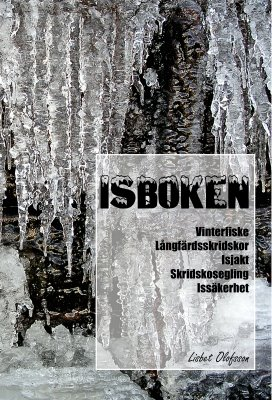 ISBOKEN
Vinterfiske
Långfärdsskridskor
Isjakt
Skridskosegling
Issäkerhet
Lisbet Olofsson